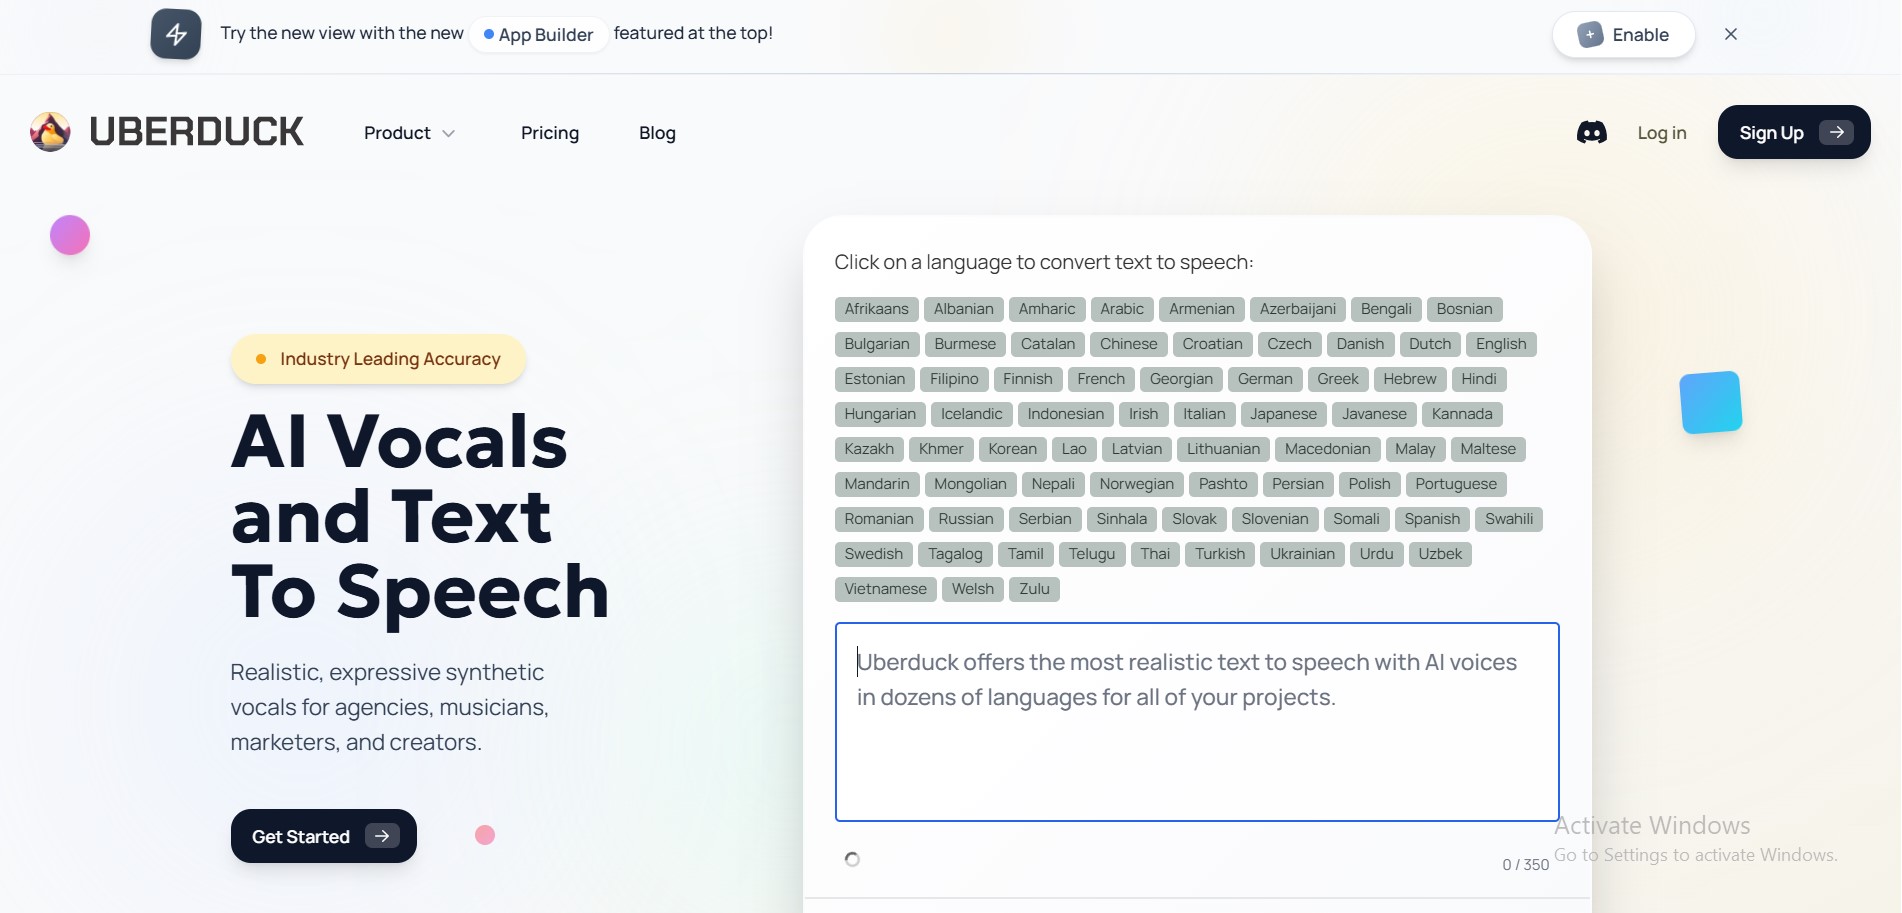 Try the new view with the new App Builder featured at the top!
Enable
UBERDUCK
Product
Pricing
Blog
Log in
Sign Up
Industry Leading Accuracy
AI Vocals
and Text
To Speech
Realistic, expressive synthetic
vocals for agencies, musicians,
marketers, and creators.
Get Started
Click on a language to convert text to speech:
Afrikaans Albanian Amharic Arabic Armenian Azerbaijani Bengali Bosnian
Bulgarian Burmese Catalan Chinese Croatian Czech Danish Dutch English
Estonian Filipino Finnish French Georgian German Greek Hebrew Hindi
Hungarian Icelandic Indonesian Irish Italian Japanese Javanese Kannada
Kazakh Khmer Korean Lao Latvian Lithuanian Macedonian Malay Maltese
Mandarin Mongolian Nepali Norwegian Pashto Persian Polish Portuguese
Romanian Russian Serbian Sinhala Slovak Slovenian Somali Spanish Swahili
Swedish Tagalog Tamil Telugu Thai Turkish Ukrainian Urdu Uzbek
Vietnamese Welsh Zulu
Uberduck offers the most realistic text to speech with AI voices
in dozens of languages for all of your projects.
0 / 350
Activate Windows
Go to Settings to activate Windows.